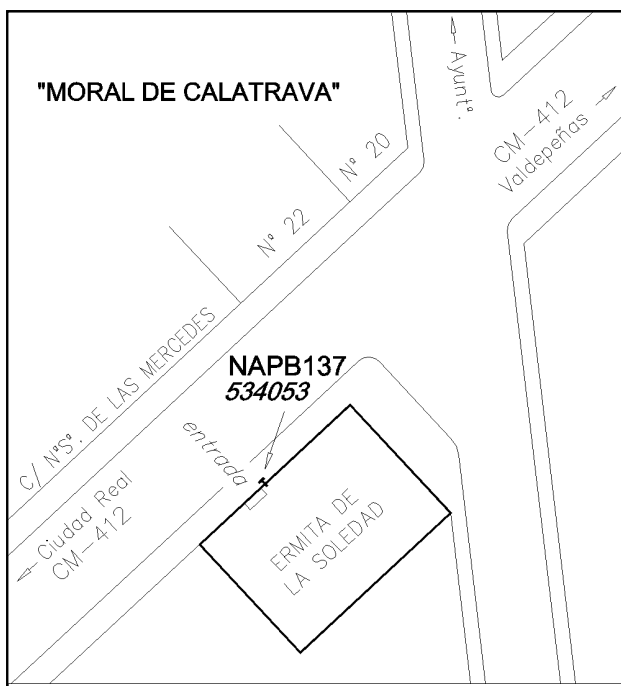 "MORAL DE CALATRAVA"
Ayuntº.
CM-412
Valdepeñas
Nº 20
Nº 22
C/ NªSª. DE LAS MERCEDES
NAPB137
534053
entrada
Ciudad Real
CM-412
ERMITA DE
LA SOLEDAD